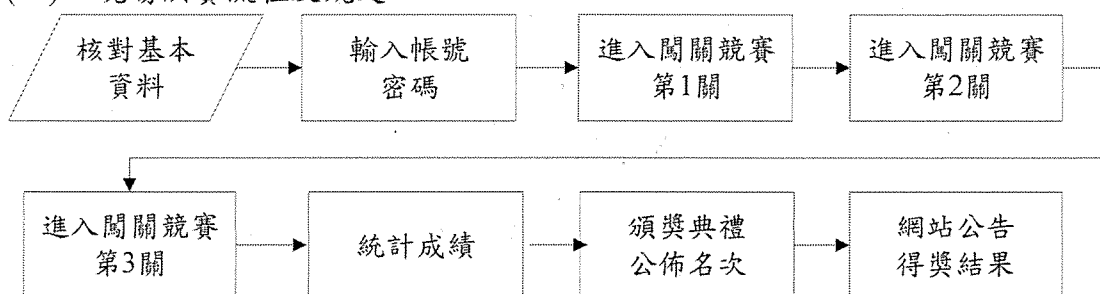 核對基本
資料
輸入帳號
密碼
進入闖關競賽
第1關
進入闖關競賽
第2關
進入闖關競賽
第3關
統計成績
頒獎典禮
公佈名次
網站公告
得獎結果